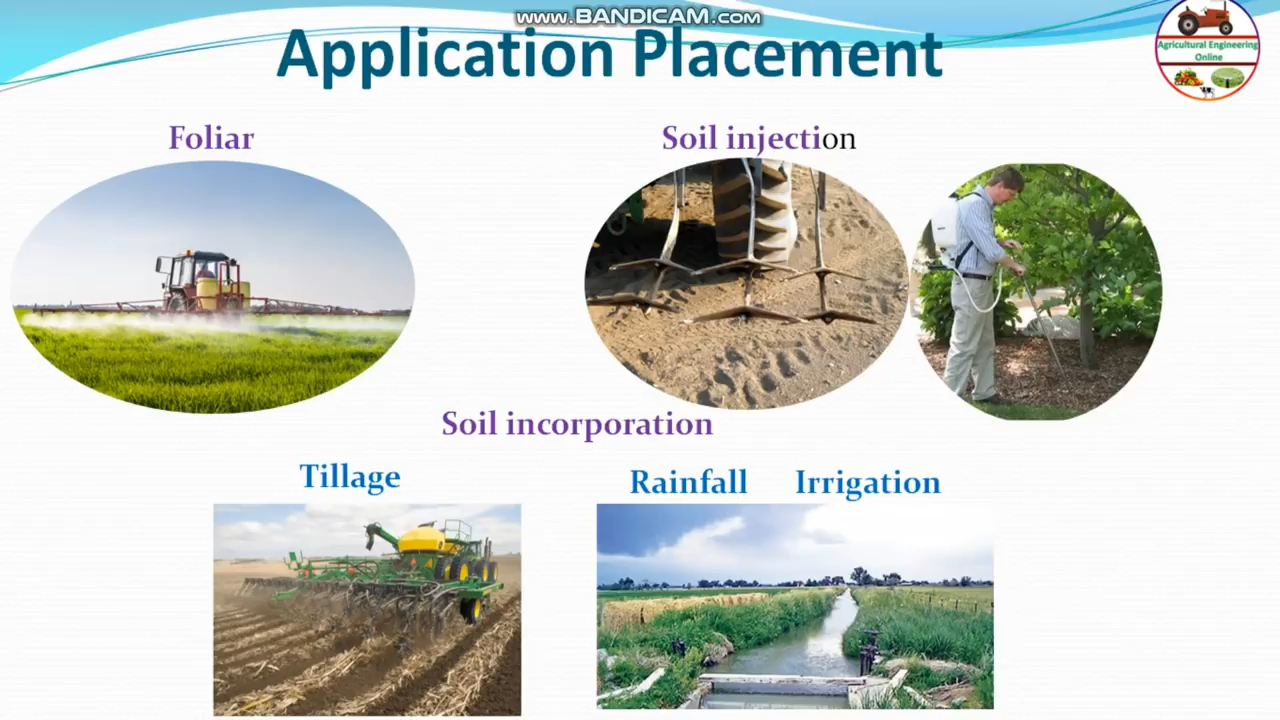 www.BANDICAM.com
Application Placement
Agricultural Engineering
Online
Foliar
Soil injection
Soil incorporation
Tillage
Rainfall Irrigation